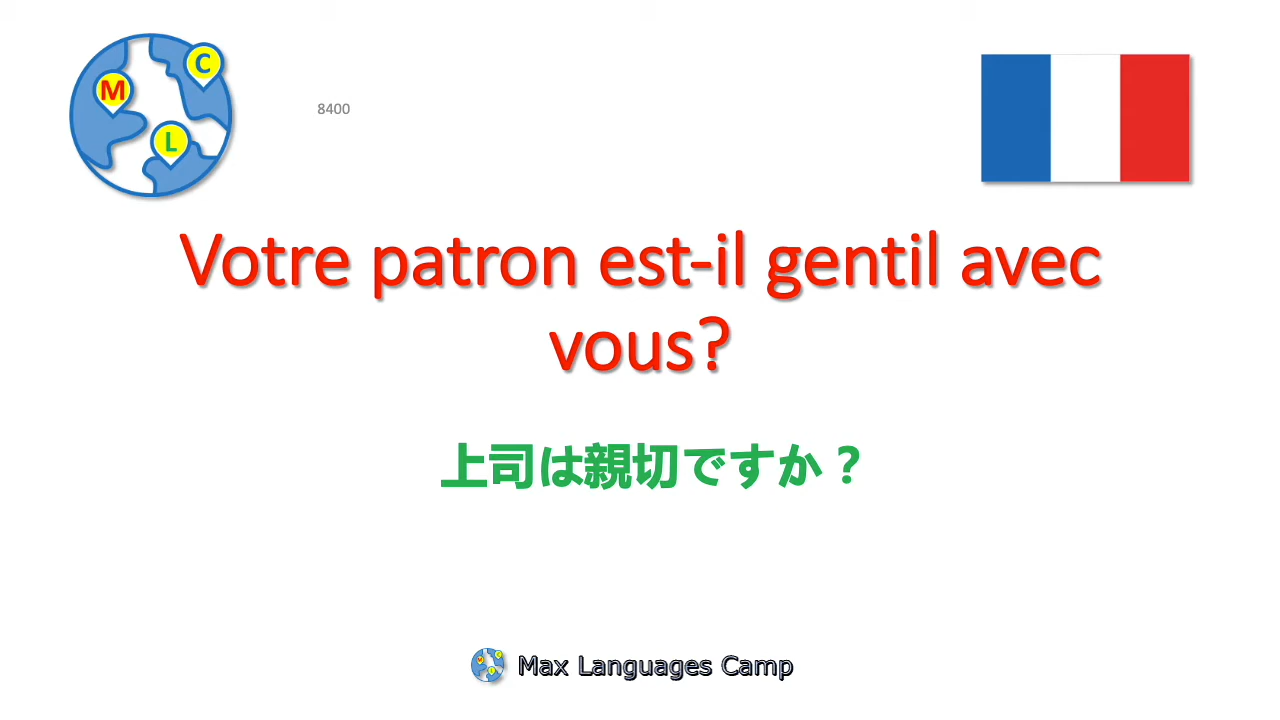 M
C
L
8400
Votre patron est-il gentil avec
vous?
上司は親切ですか？
Max Languages Camp